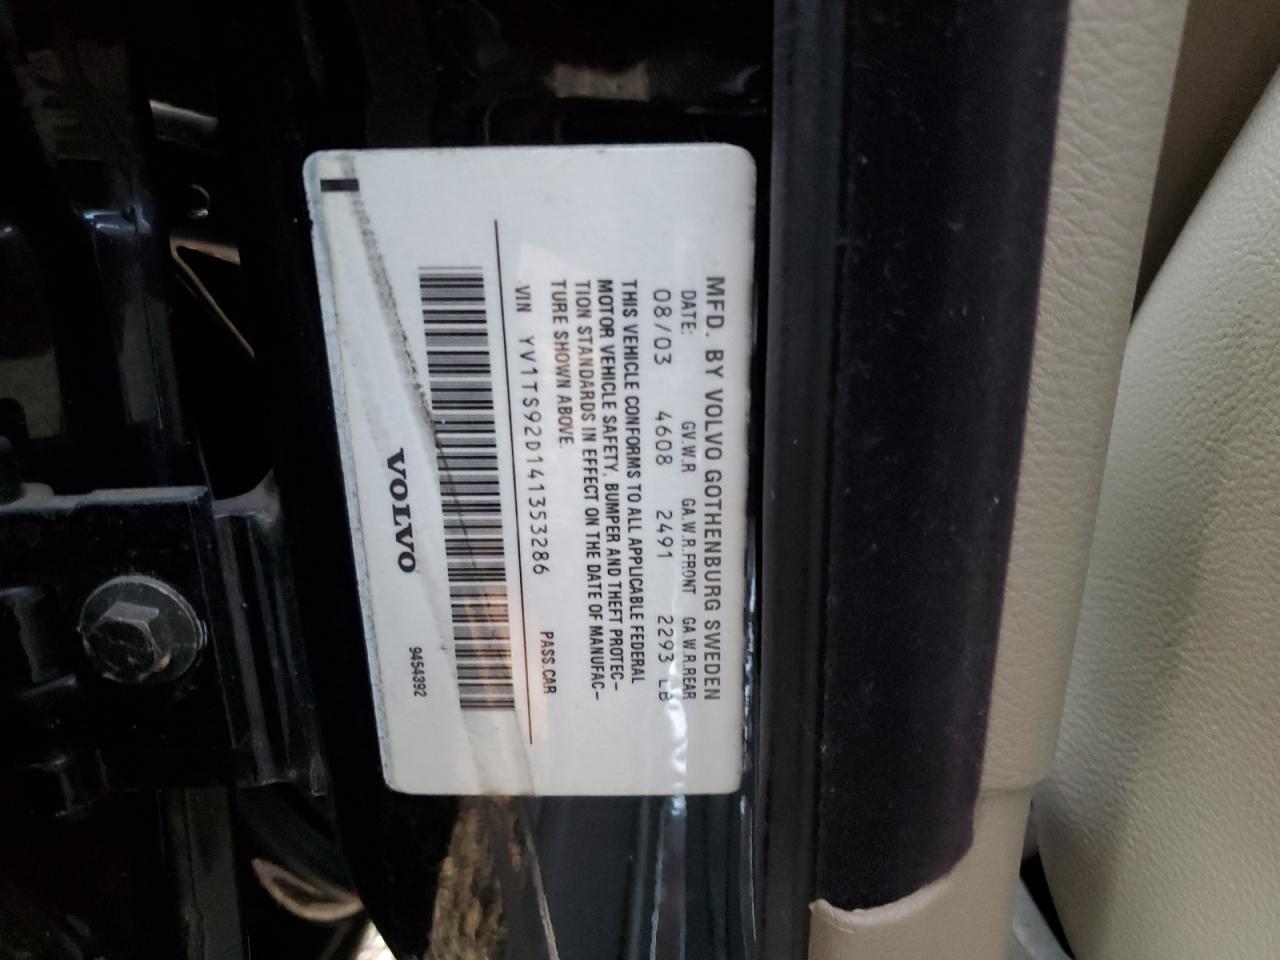 MFD. BY VOLVO GOTHENBURG SWEDEN
DATE: GV.W.R GA.W.R.FRONT GA.W.R.REAR
08/03 4608 2491 2293 LB
THIS VEHICLE CONFORMS TO ALL APPLICABLE FEDERAL
MOTOR VEHICLE SAFETY, BUMPER AND THEFT PROTEC-
TION STANDARDS IN EFFECT ON THE DATE OF MANUFAC-
TURE SHOWN ABOVE.
VIN YV1TS92D141353286 PASS.CAR
VOLVO 9454392